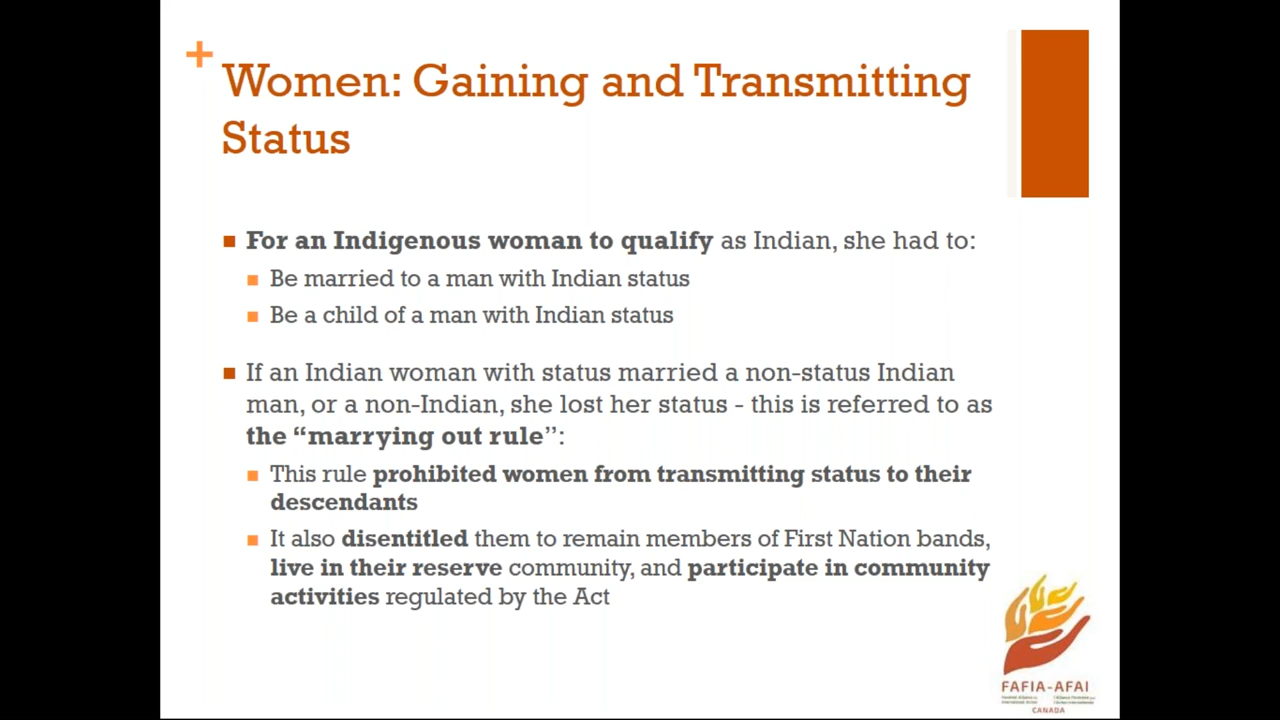 +
Women: Gaining and Transmitting
Status
For an Indigenous woman to qualify as Indian, she had to:
Be married to a man with Indian status
Be a child of a man with Indian status
If an Indian woman with status married a non-status Indian
man, or a non-Indian, she lost her status - this is referred to as
the “marrying out rule”:
This rule prohibited women from transmitting status to their
descendants
It also disentitled them to remain members of First Nation bands,
live in their reserve community, and participate in community
activities regulated by the Act
FAFIA-AFAI
CANADA